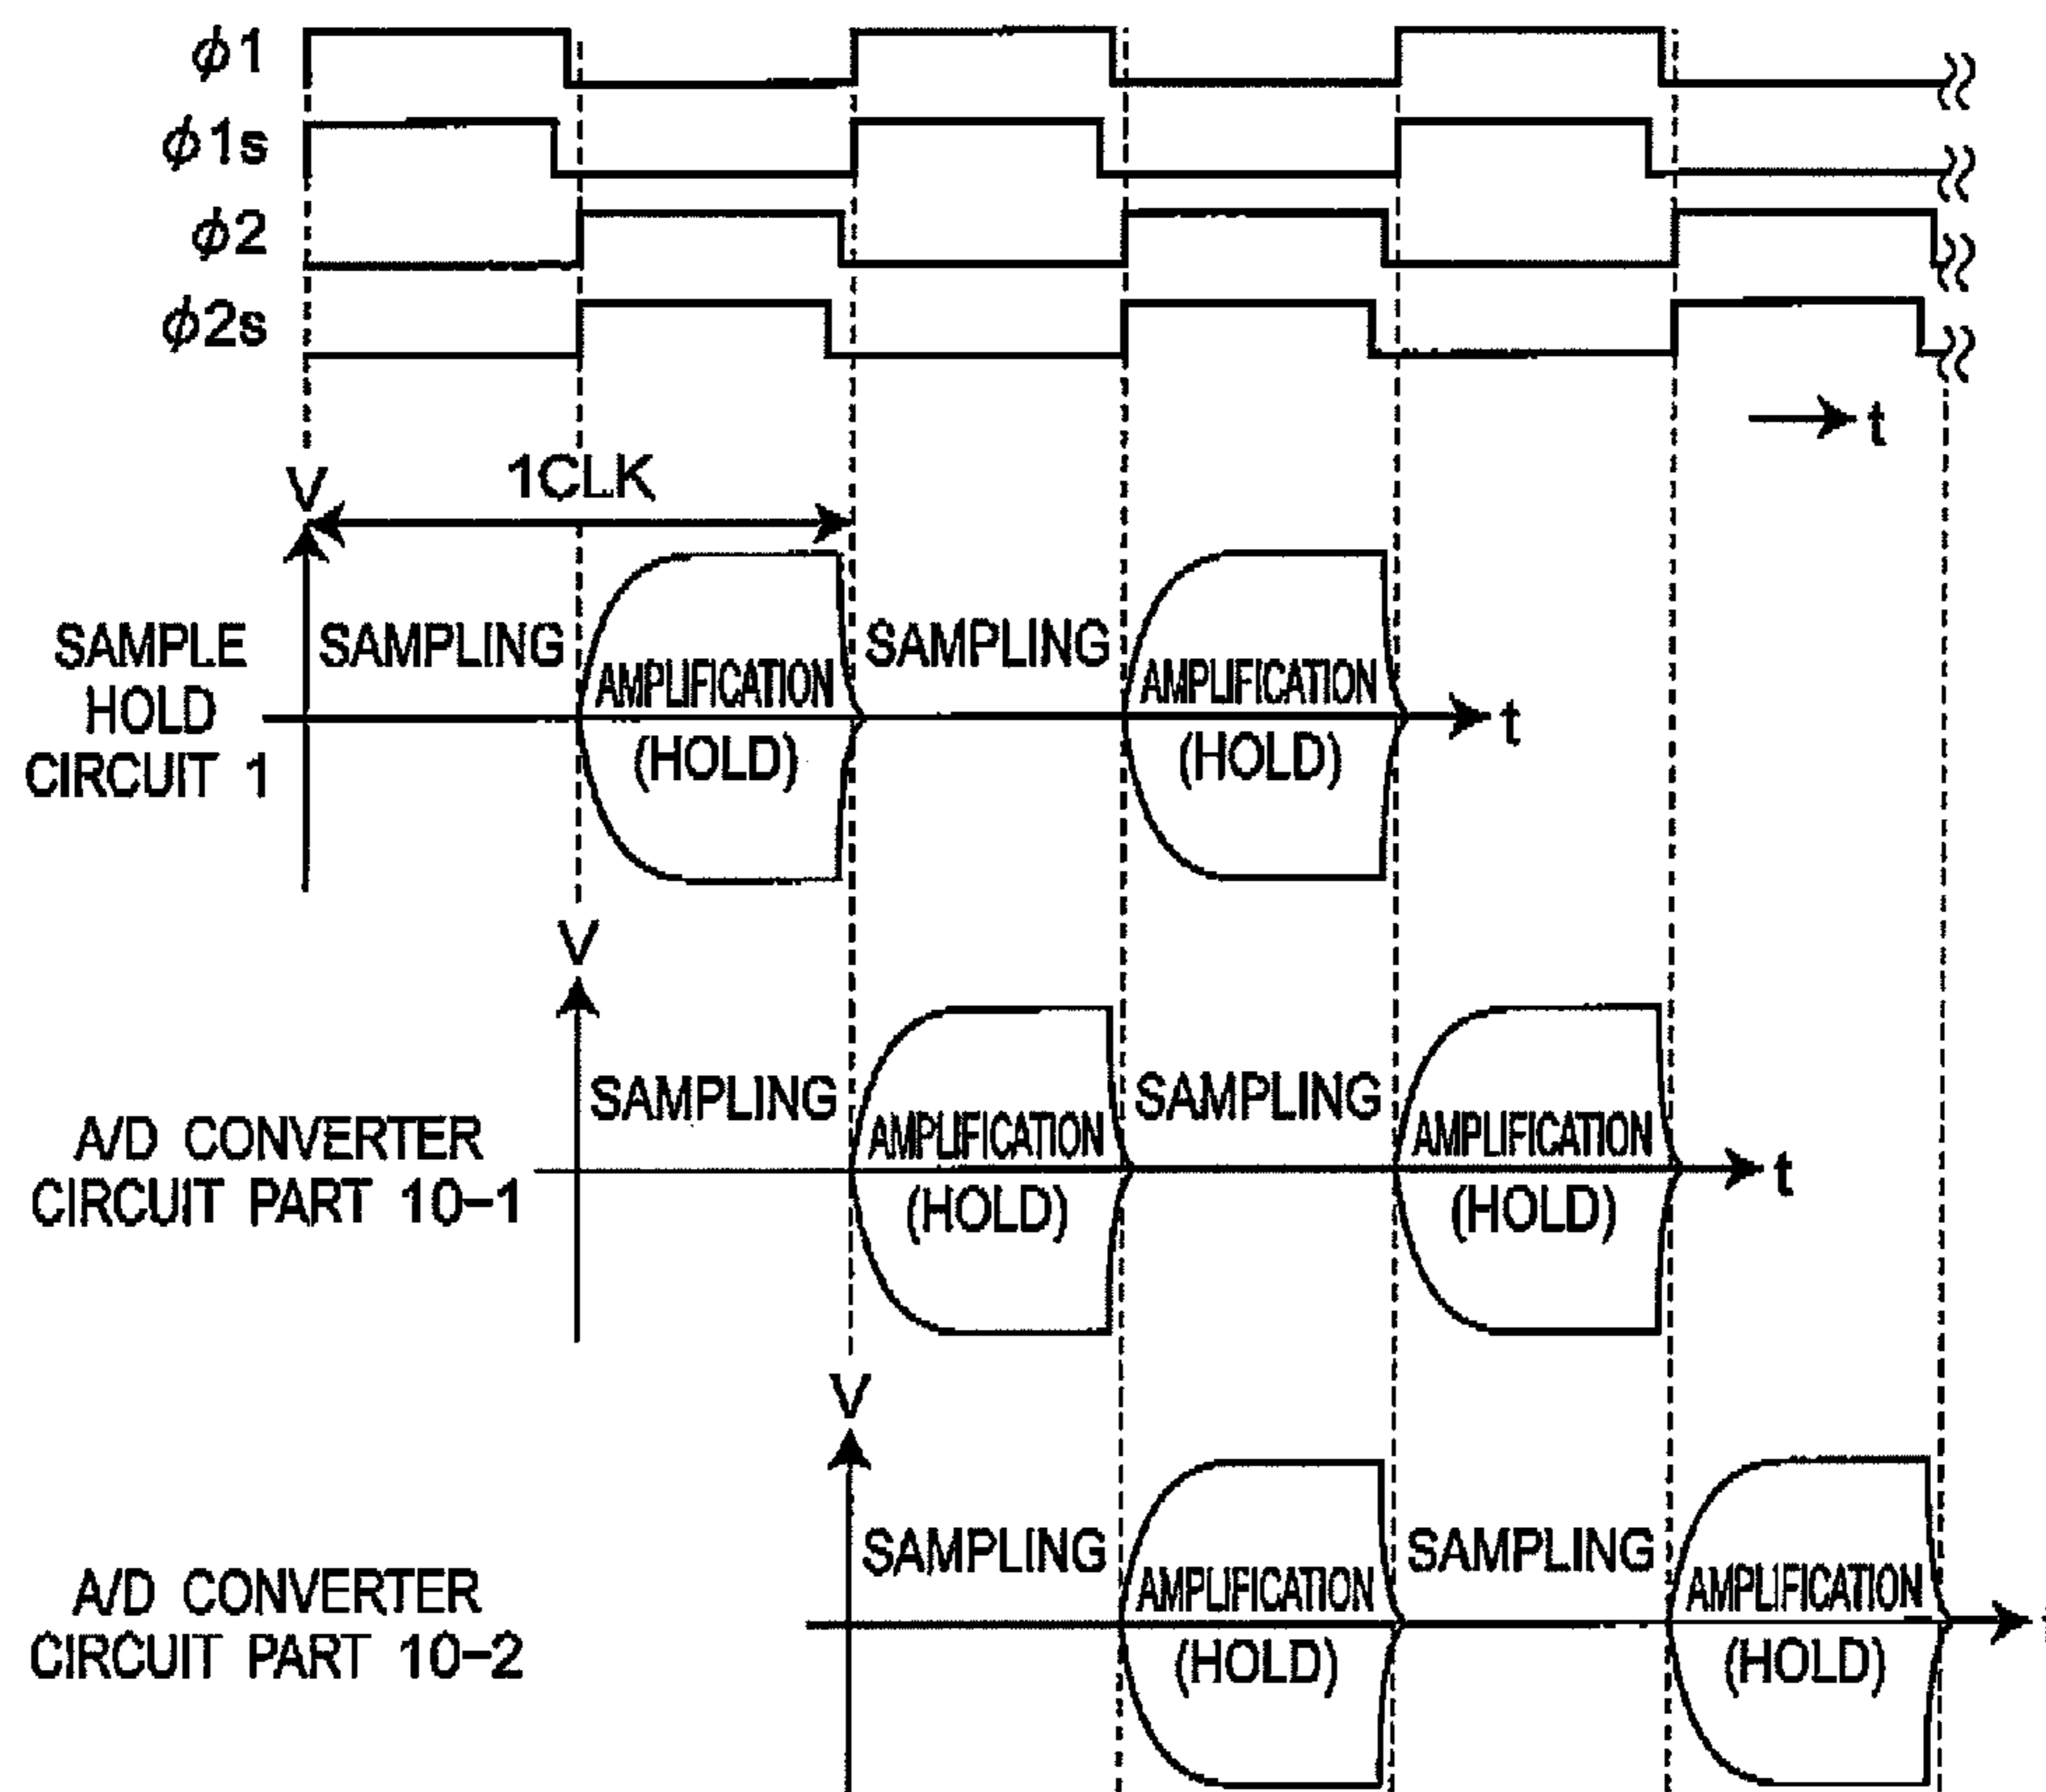 ϕ1
ϕ1s
ϕ2
ϕ2s
t
V
1CLK
SAMPLE
HOLD
CIRCUIT 1
SAMPLING
AMPLIFICATION
(HOLD)
SAMPLING
AMPLIFICATION
(HOLD)
t
V
A/D CONVERTER
CIRCUIT PART 10-1
SAMPLING
AMPLIFICATION
(HOLD)
SAMPLING
AMPLIFICATION
(HOLD)
t
V
A/D CONVERTER
CIRCUIT PART 10-2
SAMPLING
AMPLIFICATION
(HOLD)
SAMPLING
AMPLIFICATION
(HOLD)